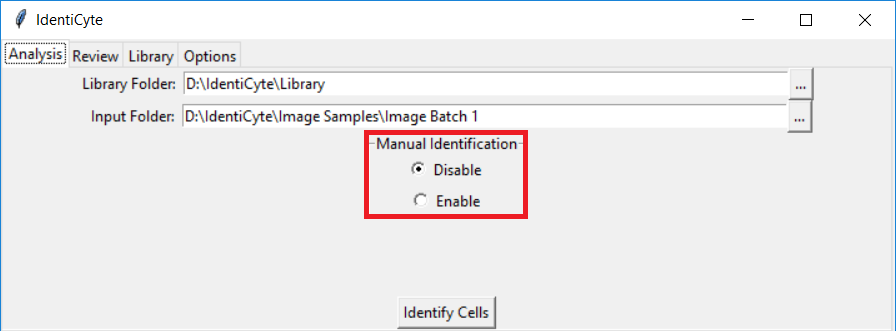 IdentiCyte
Analysis Review Library Options
Library Folder: D:\IdentiCyte\Library ...
Input Folder: D:\IdentiCyte\Image Samples\Image Batch 1 ...
Manual Identification
Disable
Enable
Identify Cells